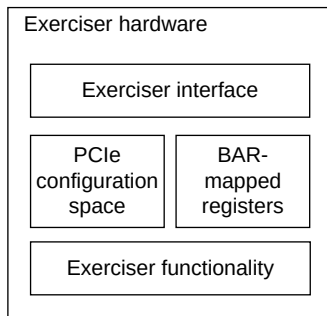 Exerciser hardware
Exerciser interface
PCIe
configuration
space
BAR-
mapped
registers
Exerciser functionality